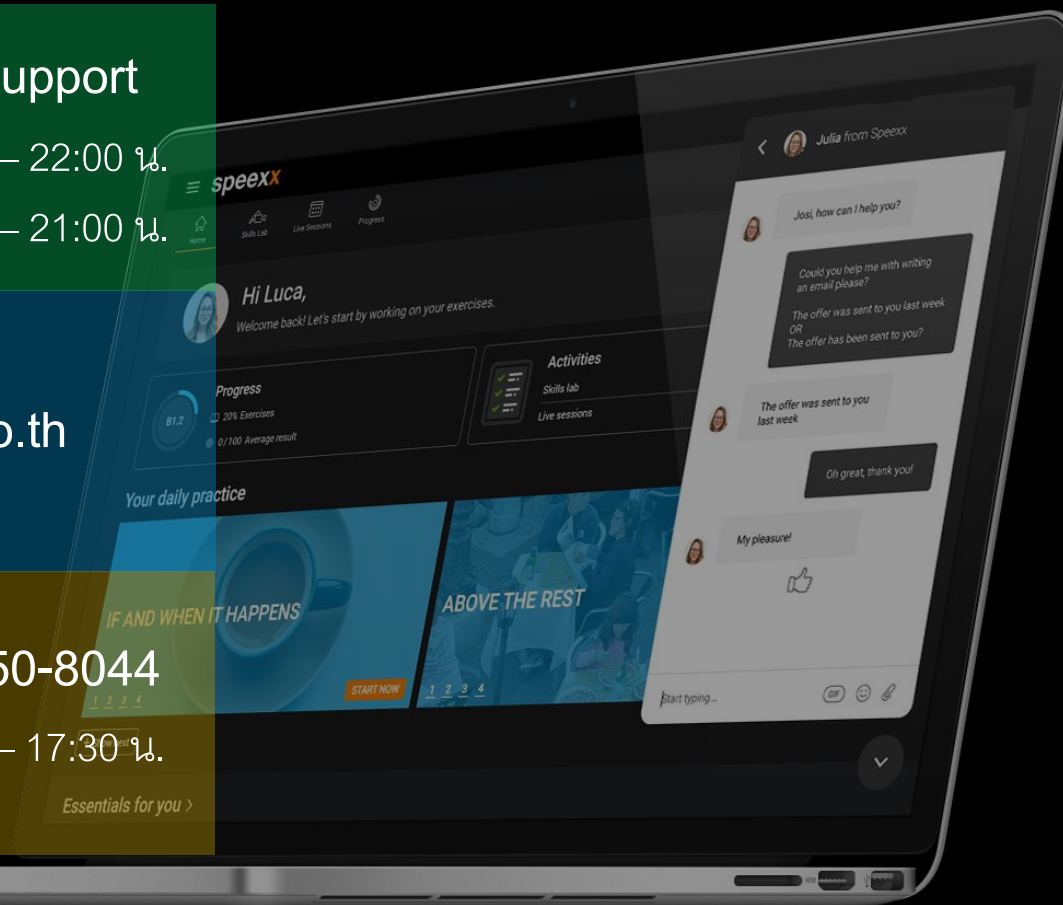 upport
– 22:00 น.
– 21:00 น.
o.th
50-8044
– 17:30 น.
speexx
Home
Skills Lab
Live Sessions
Progress
Hi Luca,
Welcome back! Let's start by working on your exercises.
Progress
B1.2
20% Exercises
0/100 Average result
Activities
Skills lab
Live sessions
Your daily practice
IF AND WHEN IT HAPPENS
1 2 3 4
START NOW
ABOVE THE REST
1 2 3 4
Essentials for you >
Julia from Speexx
Josi, how can I help you?
Could you help me with writing
an email please?
The offer was sent to you last week
OR
The offer has been sent to you?
The offer was sent to you
last week
Oh great, thank you!
My pleasure!
Start typing...
GIF